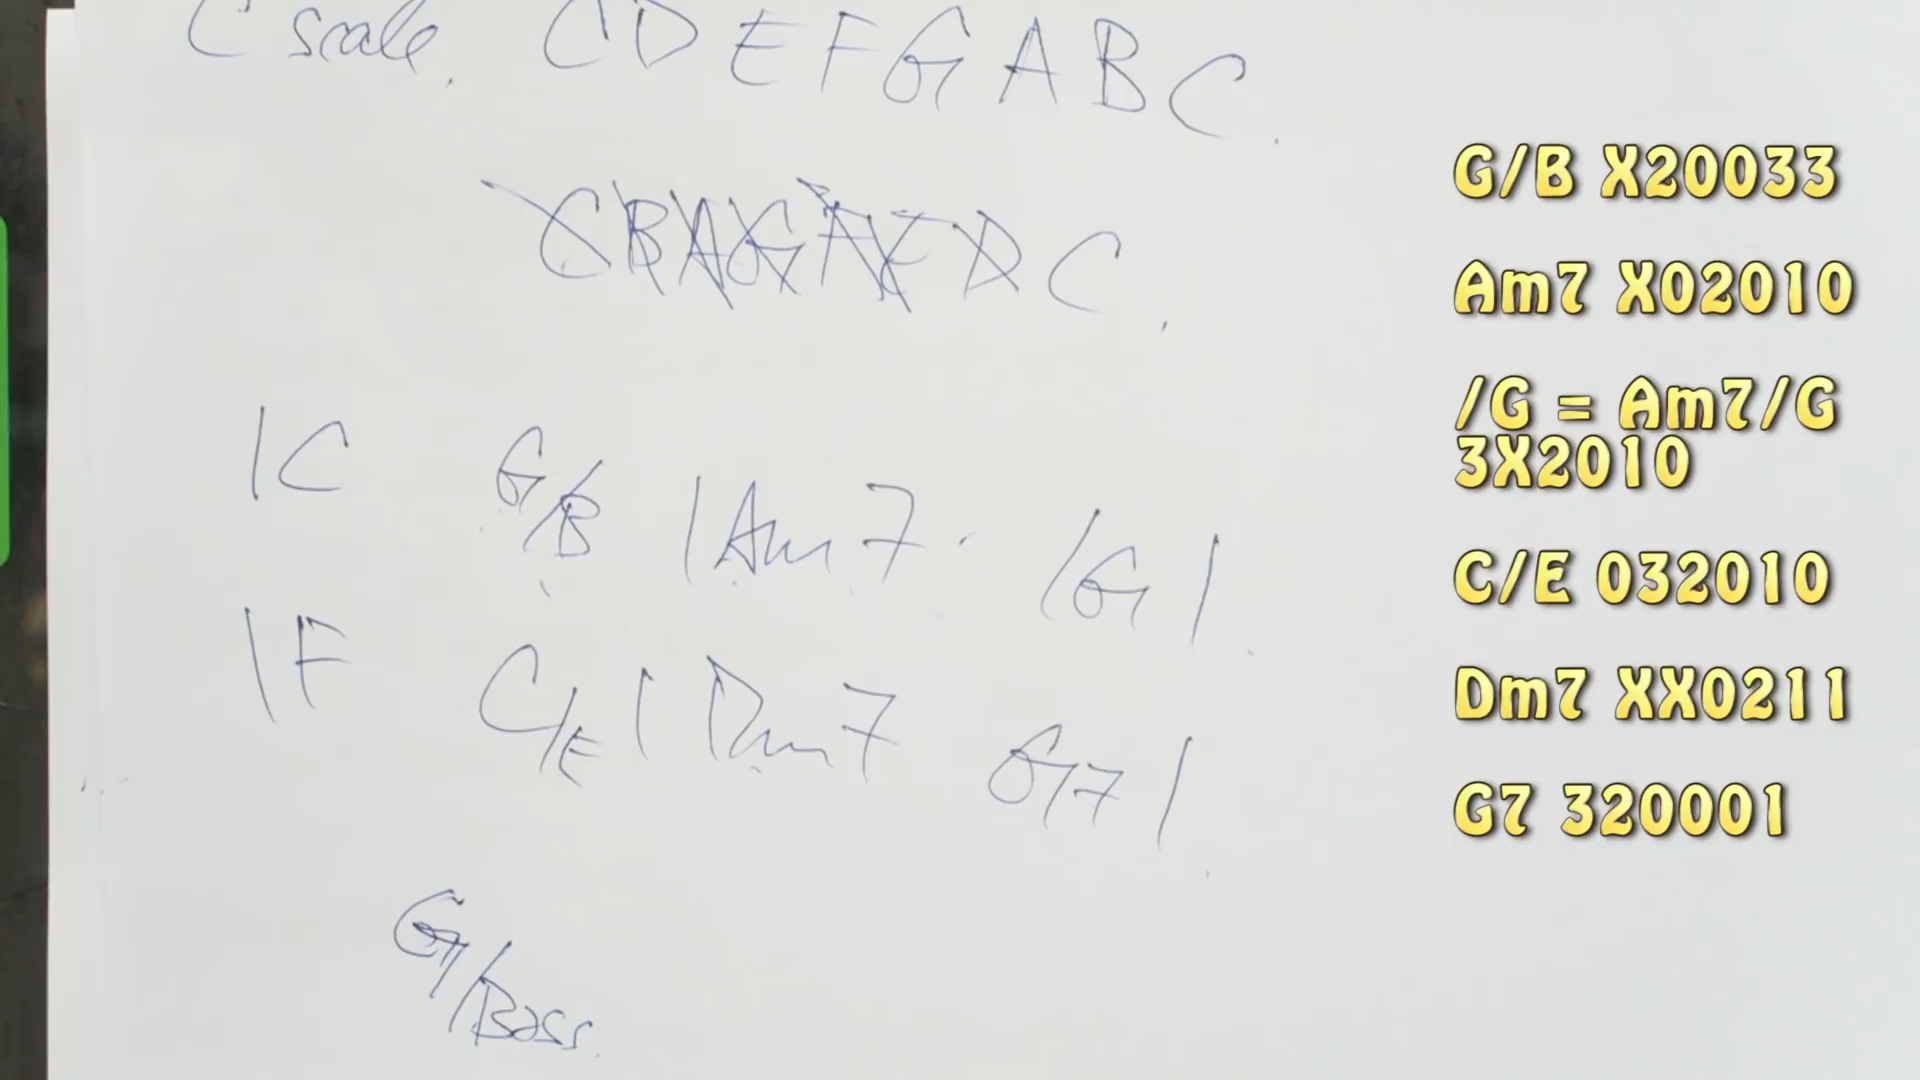 C scale. C D E F G A B C
C B A G A F D C
|C G/B |Am7 /G|
|F C/E | Dm7 G7|
G/Bass
G/B X20033
Am7 X02010
/G = Am7/G
3X2010
C/E 032010
Dm7 XX0211
G7 320001